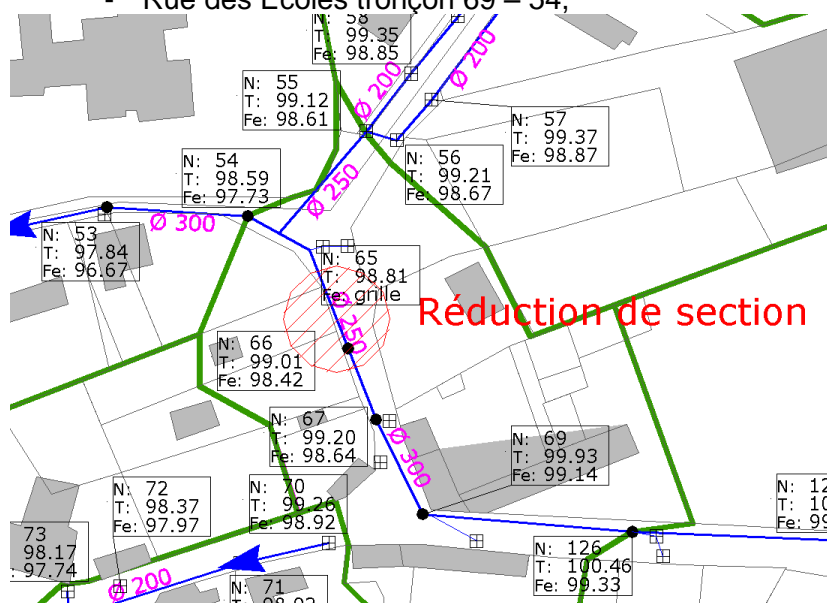 - Rue des Ecoles tronçon 69 – 54;
N: 58
T: 99.35
Fe: 98.85
Ø 200
Ø 200
N: 55
T: 99.12
Fe: 98.61
N: 57
T: 99.37
Fe: 98.87
N: 56
T: 99.21
Fe: 98.67
N: 54
T: 98.59
Fe: 97.73
Ø 250
Ø 300
N: 53
T: 97.84
Fe: 96.67
N: 65
T: 98.81
Fe: grille
Ø 250
Réduction de section
N: 66
T: 99.01
Fe: 98.42
N: 67
T: 99.20
Fe: 98.64
Ø 300
N: 69
T: 99.93
Fe: 99.14
N: 72
T: 98.37
Fe: 97.97
N: 70
T: 99.26
Fe: 98.92
N: 12
T: 10
Fe: 99
73
98.17
: 97.74
N: 126
T: 100.46
Fe: 99.33
Ø 200
N: 71